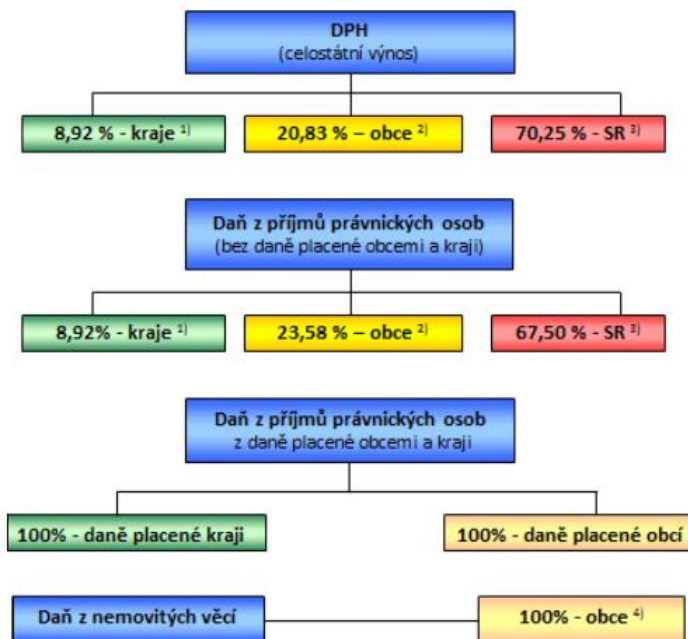 DPH
(celostátní výnos)
8,92 % - kraje ¹⁾
20,83 % – obce ²⁾
70,25 % - SR ³⁾
Daň z příjmů právnických osob
(bez daně placené obcemi a kraji)
8,92% - kraje ¹⁾
23,58 % – obce ²⁾
67,50 % - SR ³⁾
Daň z příjmů právnických osob
z daně placené obcemi a kraji
100% - daně placené kraji
100% - daně placené obcí
Daň z nemovitých věcí
100% - obce ⁴⁾